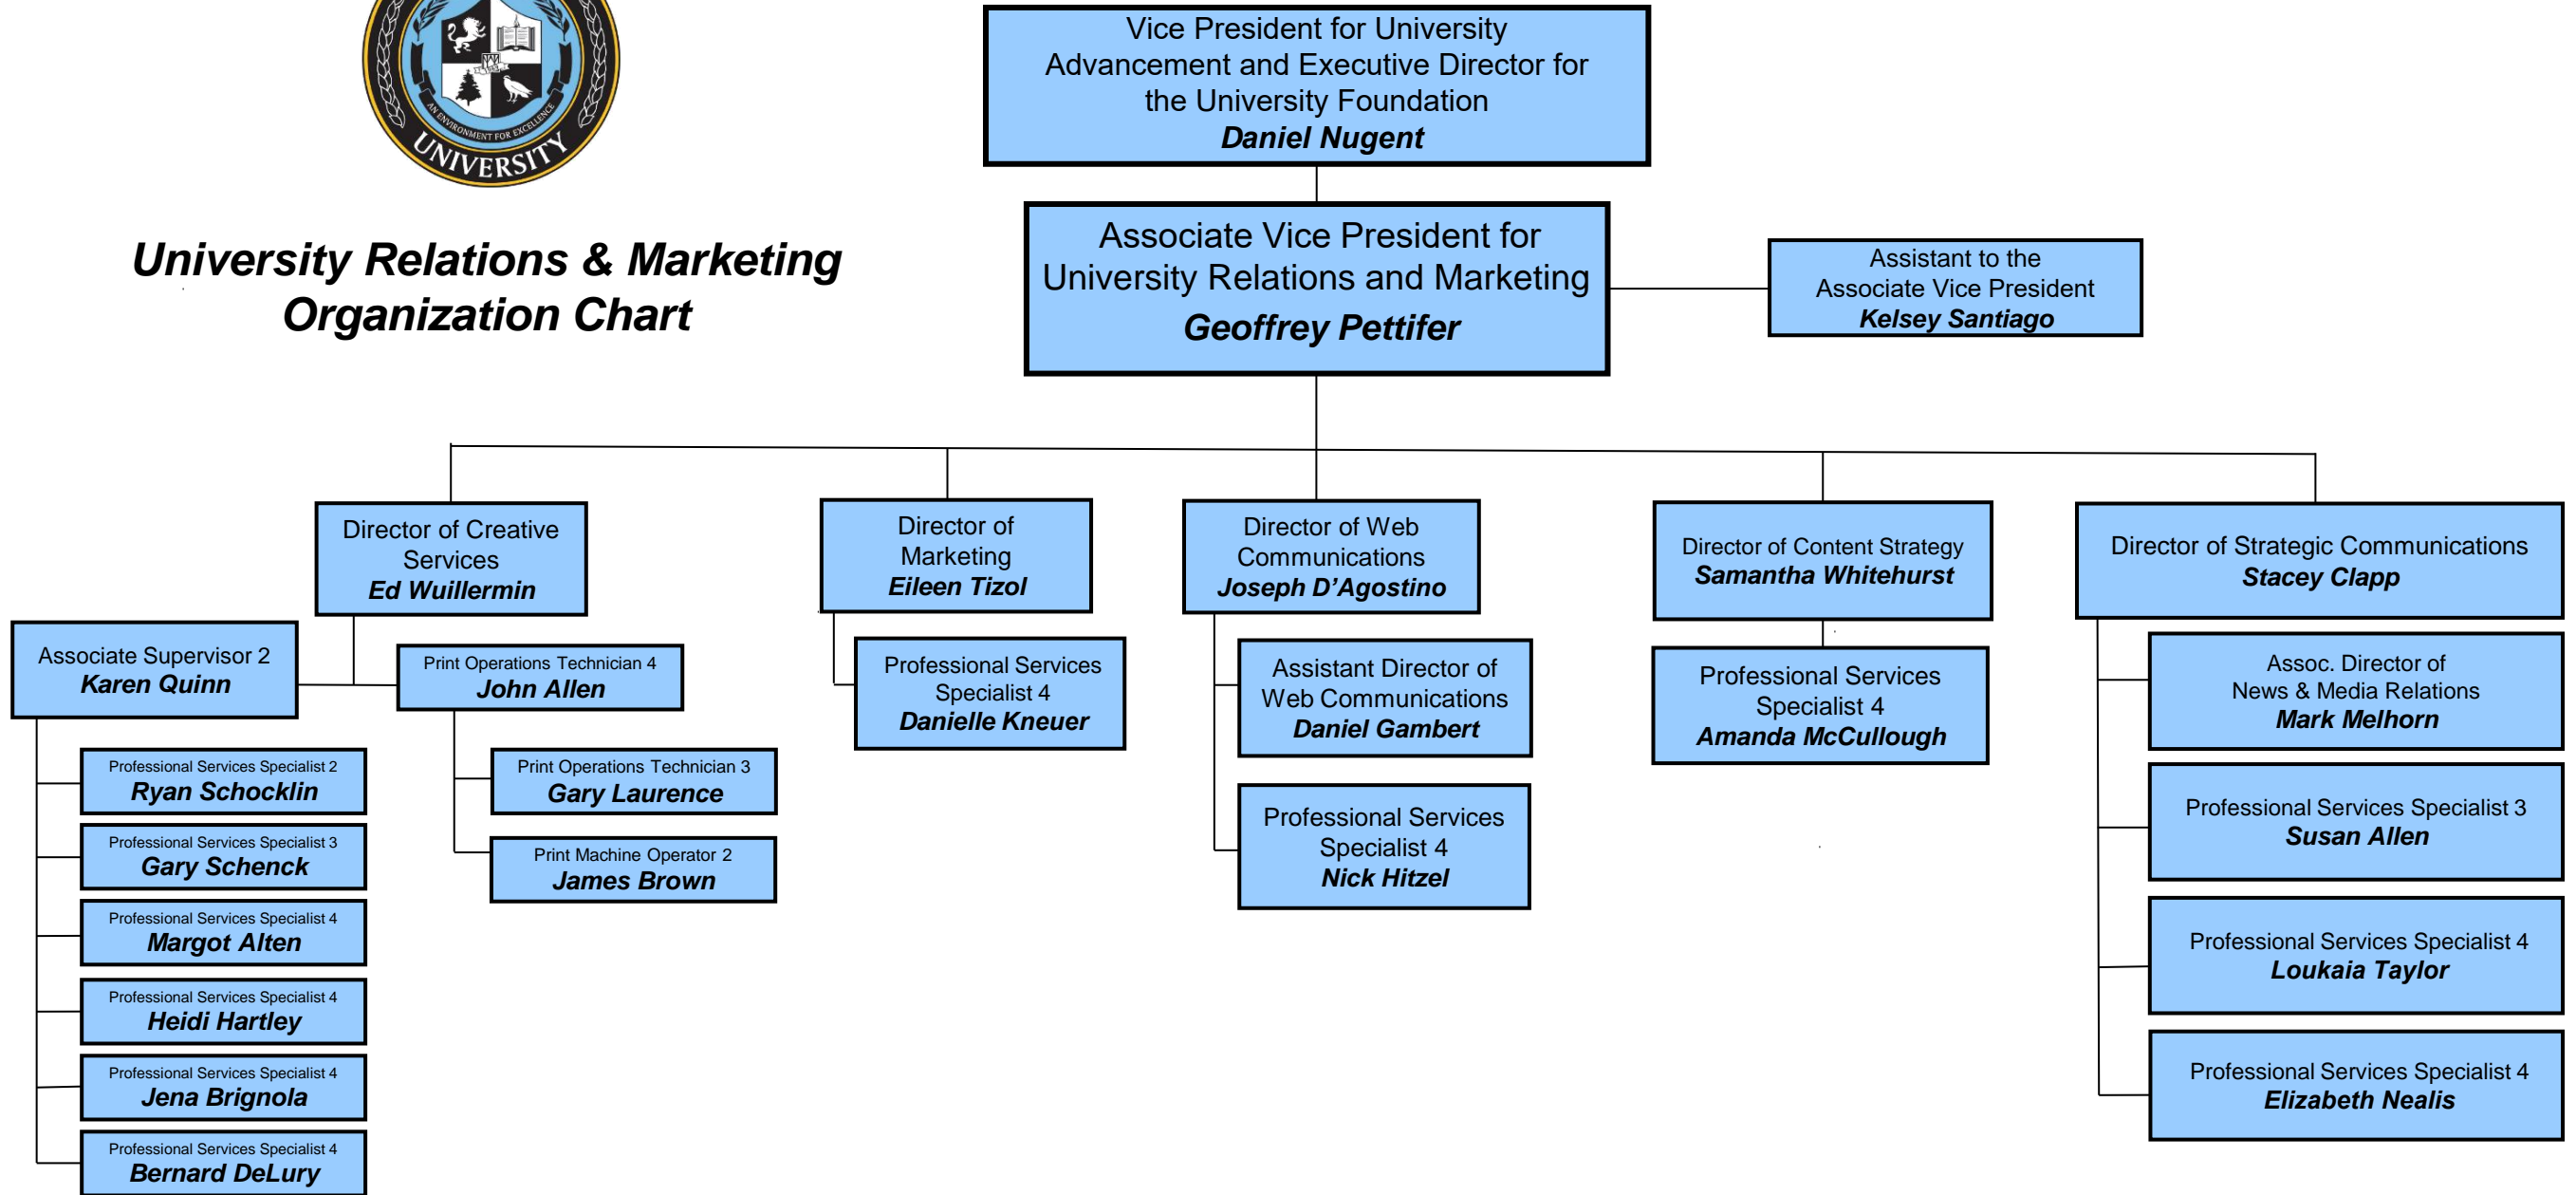 AN ENVIRONMENT FOR EXCELLENCE
UNIVERSITY
University Relations & Marketing
Organization Chart
Vice President for University
Advancement and Executive Director for
the University Foundation
Daniel Nugent
Associate Vice President for
University Relations and Marketing
Geoffrey Pettifer
Assistant to the
Associate Vice President
Kelsey Santiago
Director of Creative
Services
Ed Wuillermin
Director of
Marketing
Eileen Tizol
Director of Web
Communications
Joseph D’Agostino
Director of Content Strategy
Samantha Whitehurst
Director of Strategic Communications
Stacey Clapp
Associate Supervisor 2
Karen Quinn
Professional Services Specialist 2
Ryan Schocklin
Professional Services Specialist 3
Gary Schenck
Professional Services Specialist 4
Margot Alten
Professional Services Specialist 4
Heidi Hartley
Professional Services Specialist 4
Jena Brignola
Professional Services Specialist 4
Bernard DeLury
Print Operations Technician 4
John Allen
Print Operations Technician 3
Gary Laurence
Print Machine Operator 2
James Brown
Professional Services
Specialist 4
Danielle Kneuer
Assistant Director of
Web Communications
Daniel Gambert
Professional Services
Specialist 4
Nick Hitzel
Professional Services
Specialist 4
Amanda McCullough
Assoc. Director of
News & Media Relations
Mark Melhorn
Professional Services Specialist 3
Susan Allen
Professional Services Specialist 4
Loukaia Taylor
Professional Services Specialist 4
Elizabeth Nealis